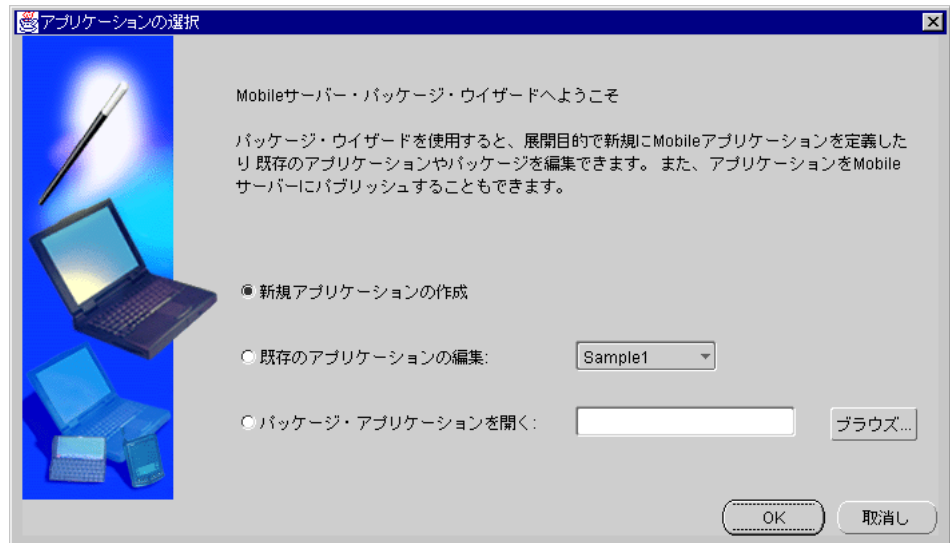 アプリケーションの選択
Mobileサーバー・パッケージ・ウイザードへようこそ
パッケージ・ウイザードを使用すると、展開目的で新規にMobileアプリケーションを定義した
り 既存のアプリケーションやパッケージを編集できます。 また、アプリケーションをMobile
サーバーにパブリッシュすることもできます。
新規アプリケーションの作成
既存のアプリケーションの編集:
Sample1
パッケージ・アプリケーションを開く:
ブラウズ...
OK
取消し